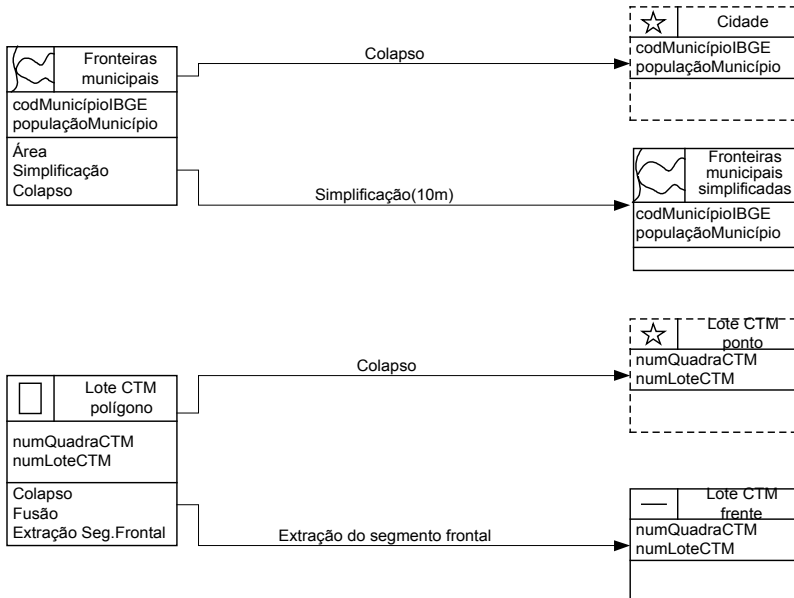 Fronteiras
municipais
codMunicípioIBGE
populaçãoMunicípio
Área
Simplificação
Colapso
Colapso
Cidade
codMunicípioIBGE
populaçãoMunicípio
Simplificação(10m)
Fronteiras
municipais
simplificadas
codMunicípioIBGE
populaçãoMunicípio
Lote CTM
polígono
numQuadraCTM
numLoteCTM
Colapso
Fusão
Extração Seg.Frontal
Colapso
Lote CTM
ponto
numQuadraCTM
numLoteCTM
Extração do segmento frontal
Lote CTM
frente
numQuadraCTM
numLoteCTM